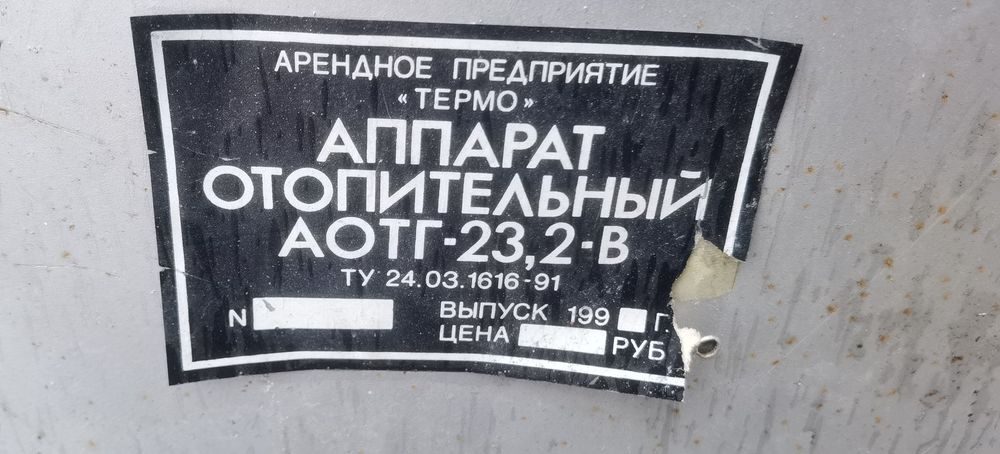 АРЕНДНОЕ ПРЕДПРИЯТИЕ
«ТЕРМО»
АППАРАТ
ОТОПИТЕЛЬНЫЙ
АОТГ-23,2-В
ТУ 24.03.1616-91
N ВЫПУСК 199 Г.
ЦЕНА РУБ